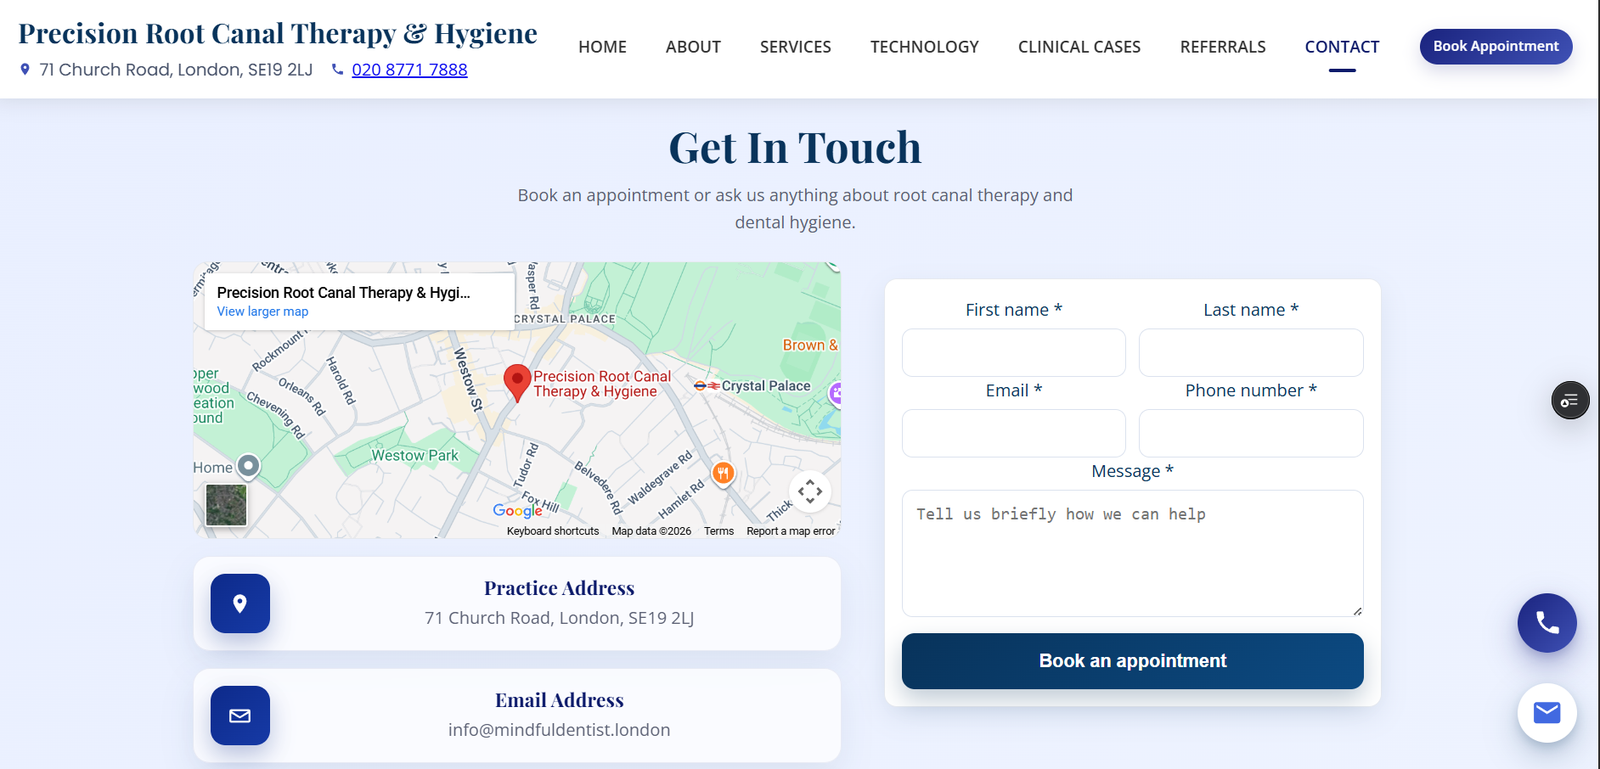 Precision Root Canal Therapy & Hygiene
71 Church Road, London, SE19 2LJ 020 8771 7888
HOME ABOUT SERVICES TECHNOLOGY CLINICAL CASES REFERRALS CONTACT Book Appointment
Get In Touch
Book an appointment or ask us anything about root canal therapy and
dental hygiene.
Precision Root Canal Therapy & Hygi...
View larger map
CRYSTAL PALACE
Rockmount
Harold Rd
Orleans Rd
Chevening Rd
Westow St
Precision Root Canal
Therapy & Hygiene
Brown &
Crystal Palace
Westow Park
Home
Tudor Rd
Belvedere Rd
Waldegrave Rd
Hamlet Rd
Fox Hill
Thick
Google
Keyboard shortcuts Map data ©2026 Terms Report a map error
Practice Address
71 Church Road, London, SE19 2LJ
Email Address
info@mindfuldentist.london
First name * Last name *
Email * Phone number *
Message *
Tell us briefly how we can help
Book an appointment